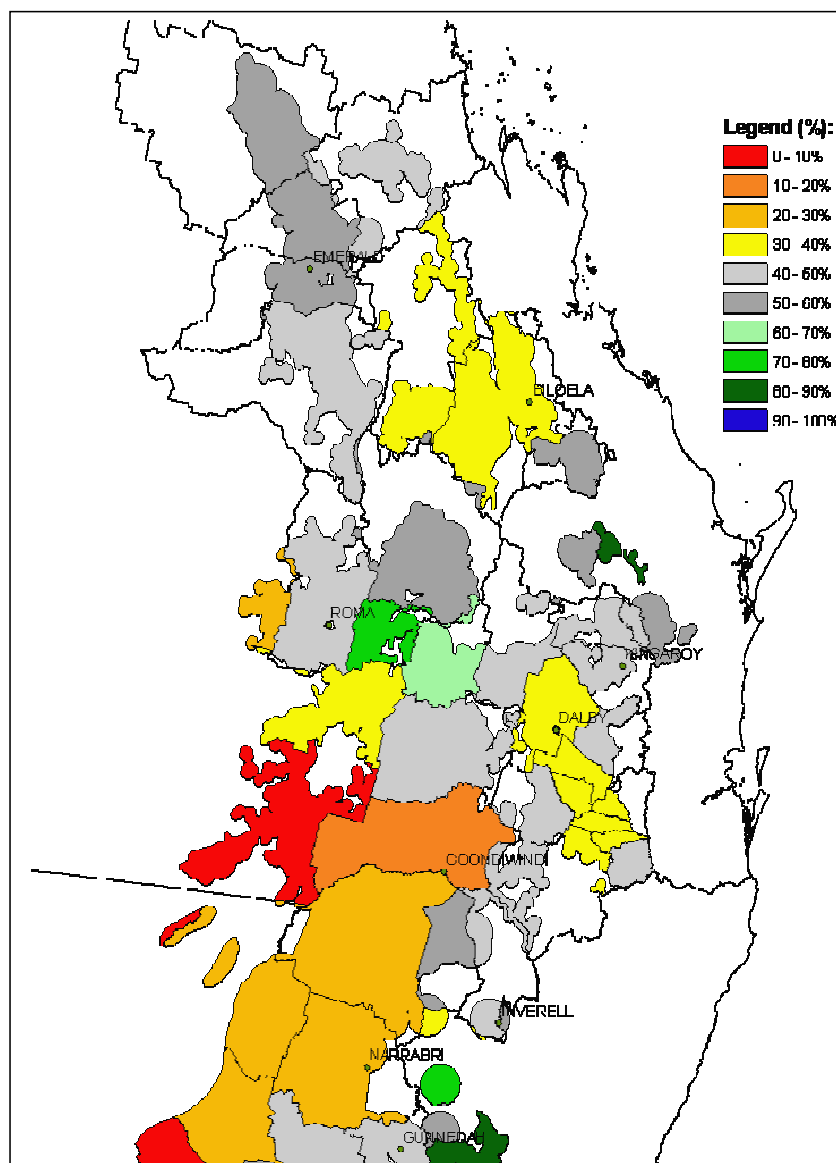 Legend (%):
0 - 10%
10 - 20%
20 - 30%
30 - 40%
40 - 50%
50 - 60%
60 - 70%
70 - 80%
80 - 90%
90 - 100%
EMERALD
BILOELA
ROMA
KINGAROY
DALBY
GOONDIWINDI
INVERELL
NARRABRI
GUNNEDAH